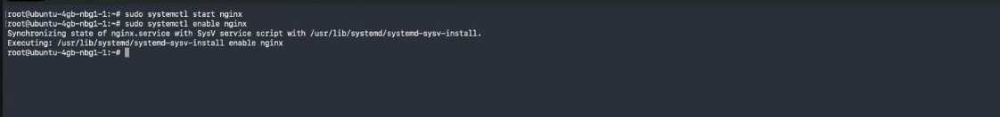 [root@ubuntu-4gb-nbg1-1:~# sudo systemctl start nginx
[root@ubuntu-4gb-nbg1-1:~# sudo systemctl enable nginx
Synchronizing state of nginx.service with SysV service script with /usr/lib/systemd/systemd-sysv-install.
Executing: /usr/lib/systemd/systemd-sysv-install enable nginx
root@ubuntu-4gb-nbg1-1:~#